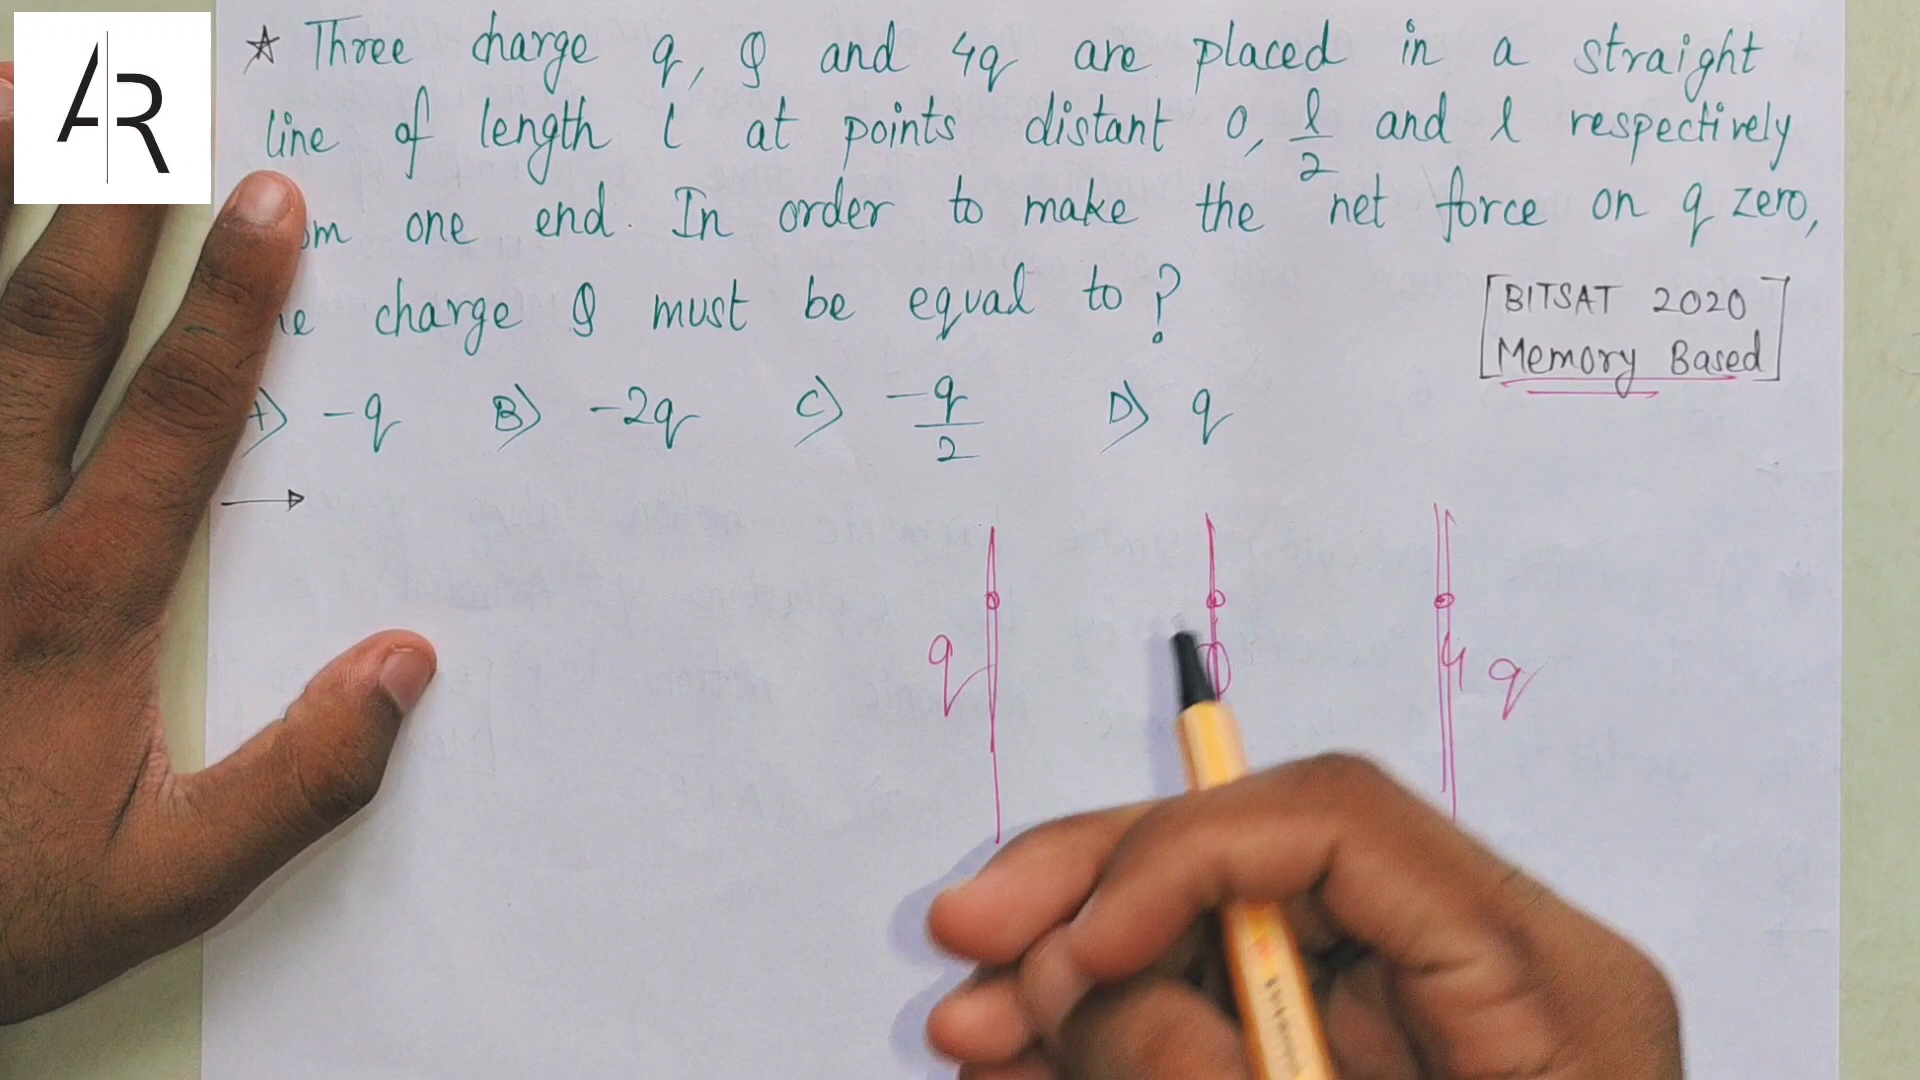 AR
☆ Three charge q, Q and 4q are placed in a straight
line of length l at points distant 0, l/2 and l respectively
om one end. In order to make the net force on q zero,
e charge Q must be equal to?
[BITSAT 2020
Memory Based]
A) -q B) -2q C) -q/2 D) q
→
q 4q